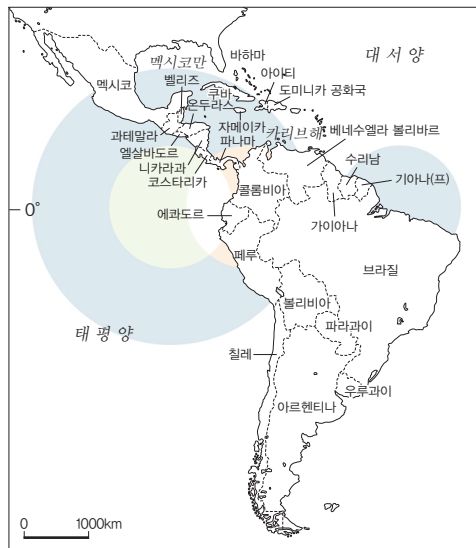 대서양
멕시코만
바하마
아이티
멕시코
벨리즈
쿠바
도미니카 공화국
온두라스
과테말라
자메이카
카리브해
베네수엘라 볼리바르
엘살바도르
파나마
니카라과
수리남
코스타리카
콜롬비아
기아나(프)
0°
에콰도르
가이아나
페루
브라질
볼리비아
태평양
파라과이
칠레
우루과이
아르헨티나
0 1000km